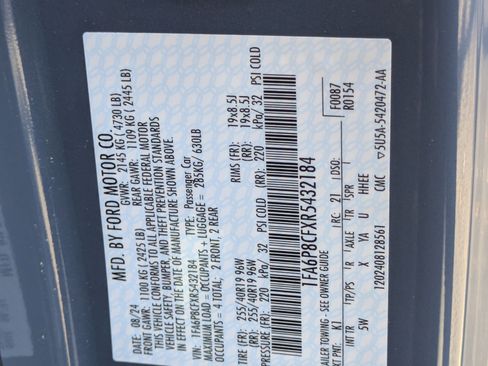 MFD. BY FORD MOTOR CO.
08/24 GVWR: 2145 KG ( 4730 LB)
FRONT GAWR: 1100 KG ( 2425 LB) REAR GAWR: 1109 KG ( 2445 LB)
THIS VEHICLE CONFORMS TO ALL APPLICABLE FEDERAL MOTOR
VEHICLE SAFETY, BUMPER, AND THEFT PREVENTION STANDARDS
IN EFFECT ON THE DATE OF MANUFACTURE SHOWN ABOVE.
VIN: 1FA6P8CFXR5432184 TYPE: Passenger Car
MAXIMUM LOAD = OCCUPANTS + LUGGAGE = 285KG/ 630LB
OCCUPANTS = 4 TOTAL; 2 FRONT, 2 REAR
TIRES (FR): 255/40R19 96W RIMS (FR): 19x8.5J
(RR): 255/40R19 96W (RR): 19x8.5J
PRESSURE (FR): 220 kPa/ 32 PSI COLD (RR): 220 kPa/ 32 PSI COLD
1FA6P8CFXR5432184
TRAILER TOWING - SEE OWNER GUIDE F0087
EXT PNT: K1 RC: 21 DSO: R0154
INT TR TP/PS R AXLE TR SPR
5W X YA U HHEE
120240812856​1 CMC 5U5A-5420472-AA